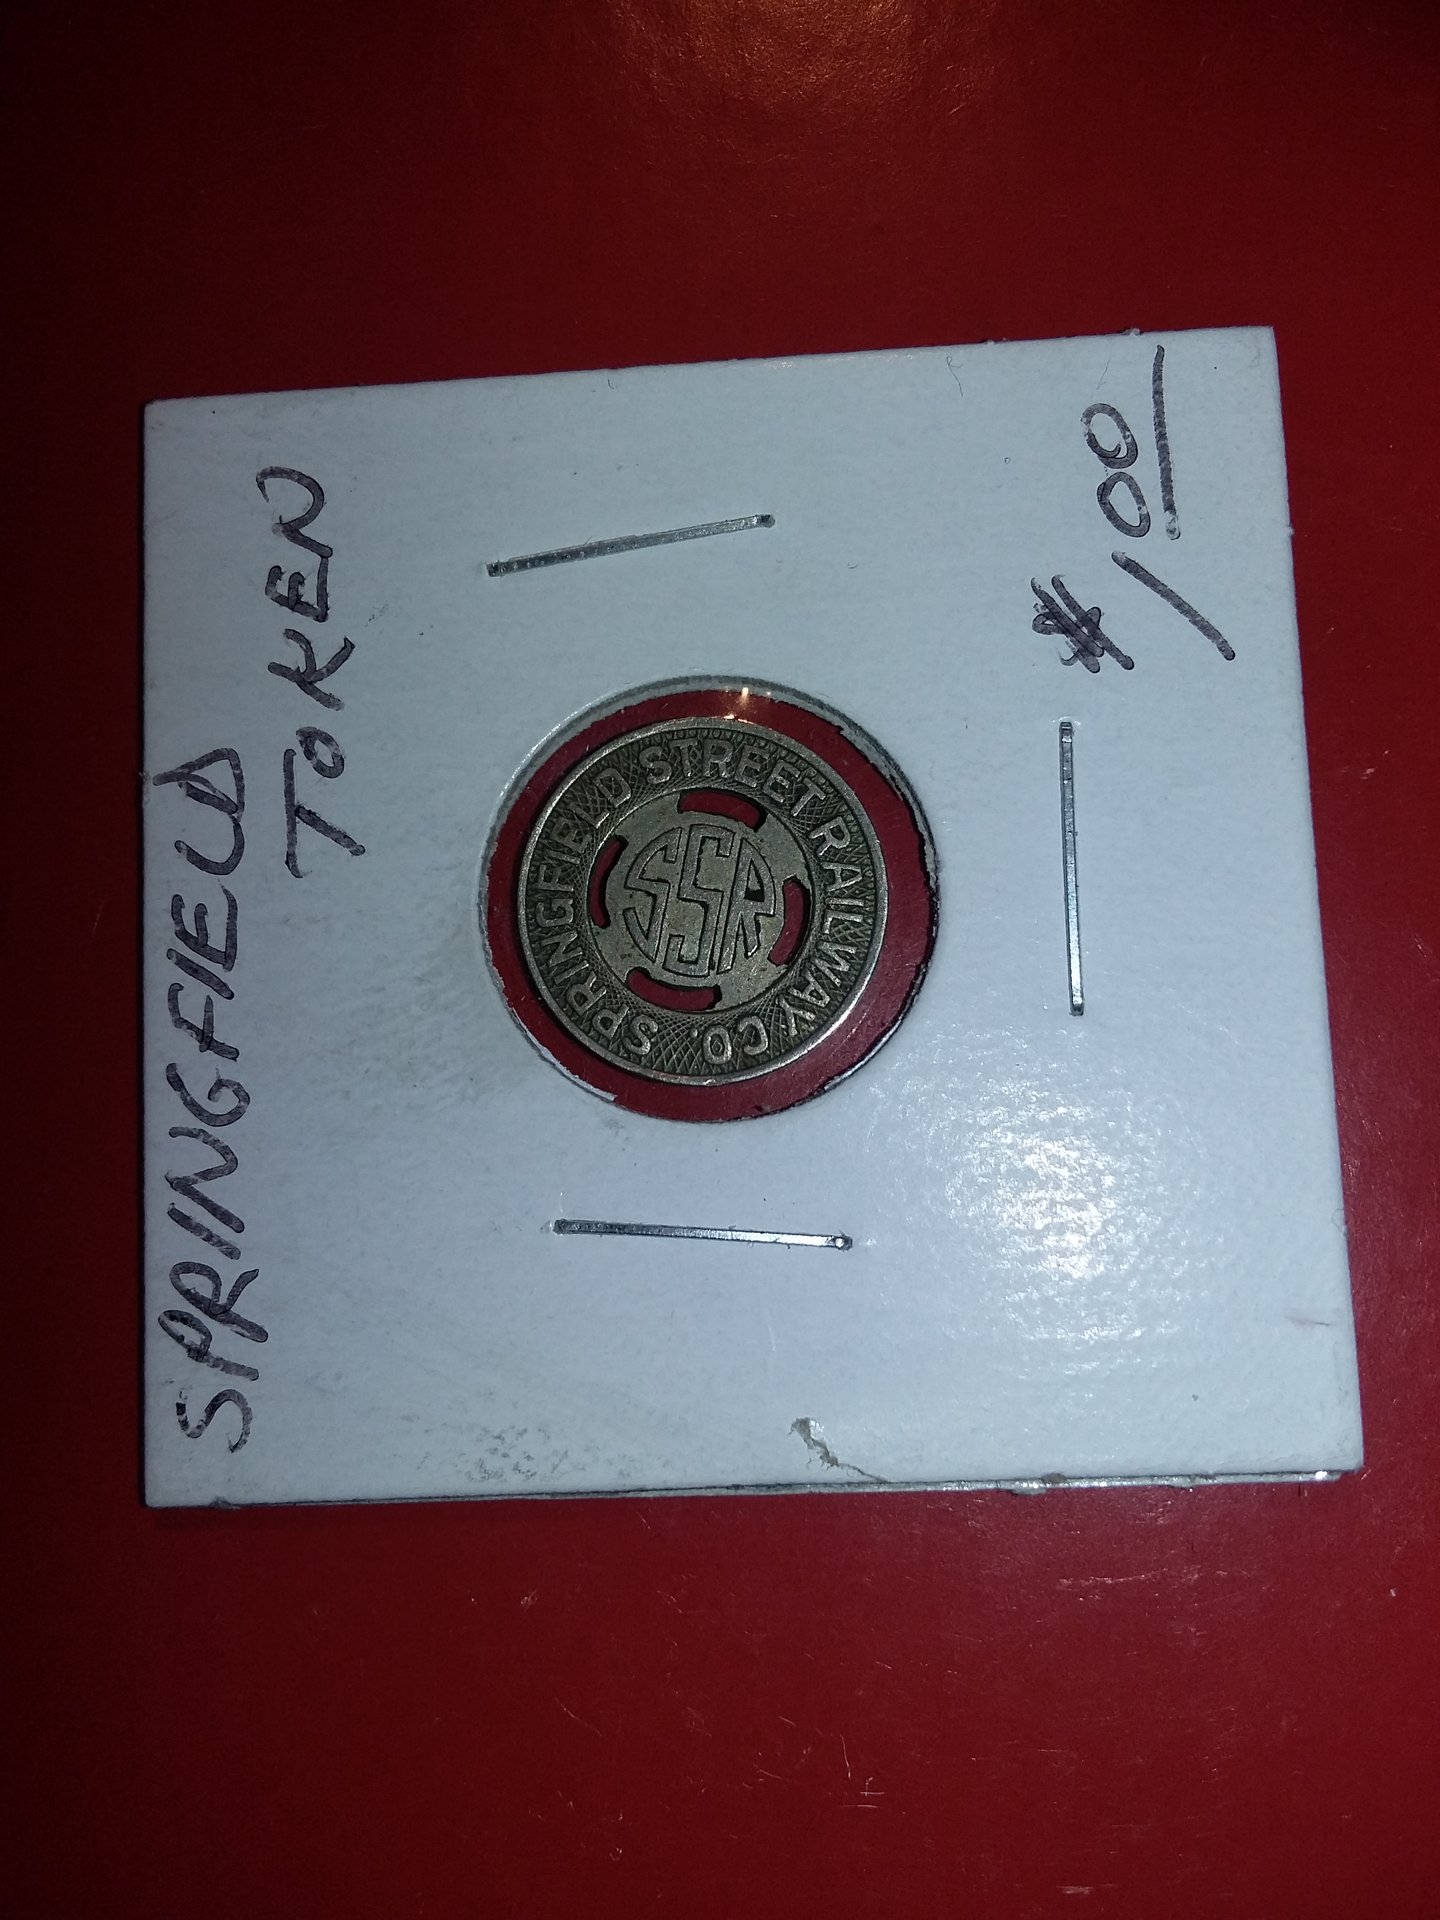 SPRINGFIELD
TOKEN
$1.00
SPRINGFIELD STREET RAILWAY CO.
SSR